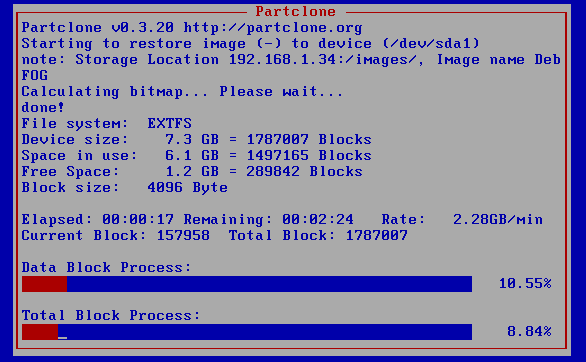 Partclone
Partclone v0.3.20 http://partclone.org
Starting to restore image (-) to device (/dev/sda1)
note: Storage Location 192.168.1.34:/images/, Image name Deb
FOG
Calculating bitmap... Please wait...
done!
File system:  EXTFS
Device size:    7.3 GB = 1787007 Blocks
Space in use:   6.1 GB = 1497165 Blocks
Free Space:     1.2 GB = 289842 Blocks
Block size:   4096 Byte
Elapsed: 00:00:17 Remaining: 00:02:24   Rate:   2.28GB/min
Current Block: 157958  Total Block: 1787007
Data Block Process:
10.55%
Total Block Process:
8.84%